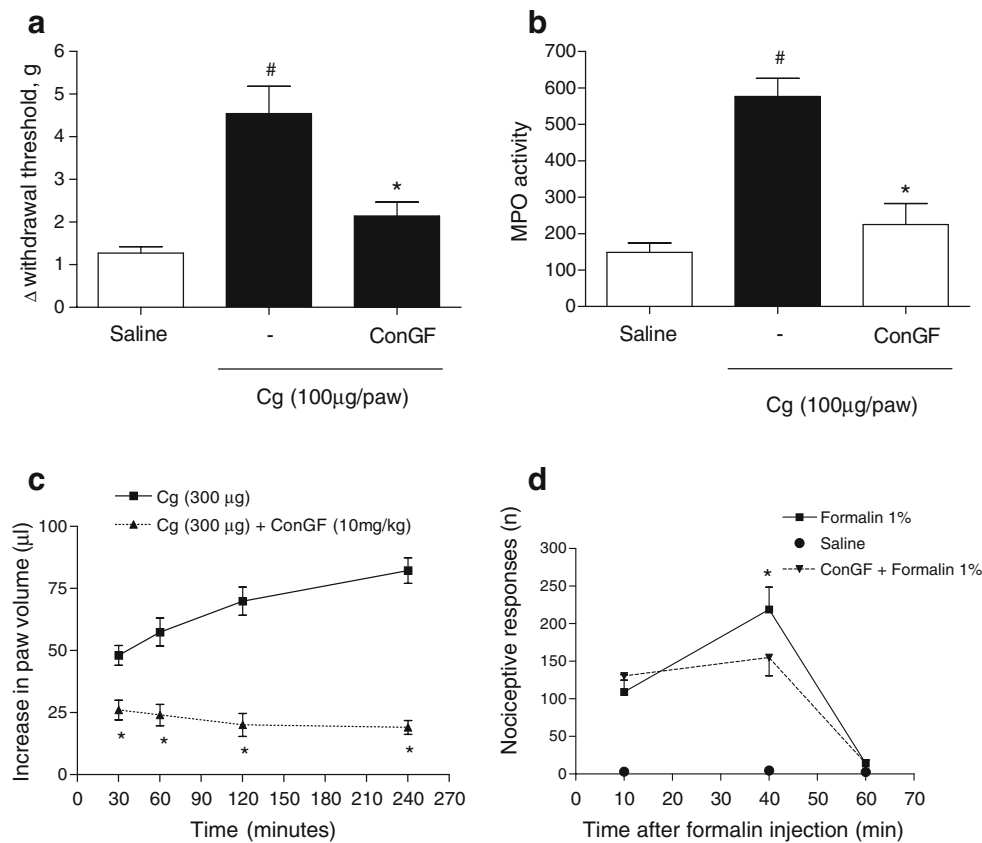 a
Δ withdrawal threshold, g
6
5
4
3
2
1
0
#
*
Saline
-
ConGF
Cg (100µg/paw)
b
MPO activity
700
600
500
400
300
200
100
0
#
*
Saline
-
ConGF
Cg (100µg/paw)
c
Cg (300 µg)
Cg (300 µg) + ConGF (10mg/kg)
Increase in paw volume (µl)
100
75
50
25
0
* * * *
0 30 60 90 120 150 180 210 240 270
Time (minutes)
d
Formalin 1%
Saline
ConGF + Formalin 1%
Nociceptive responses (n)
300
250
200
150
100
50
0
*
0 10 20 30 40 50 60 70
Time after formalin injection (min)